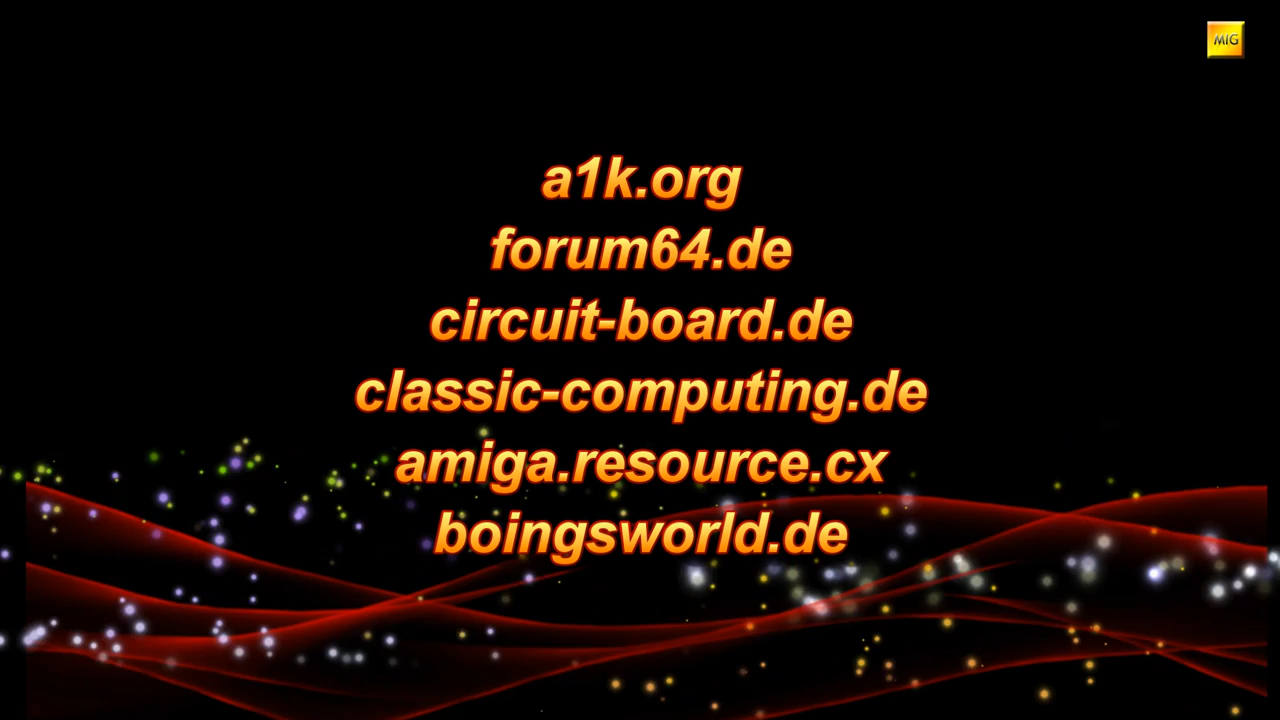 MIG
a1k.org
forum64.de
circuit-board.de
classic-computing.de
amiga.resource.cx
boingsworld.de